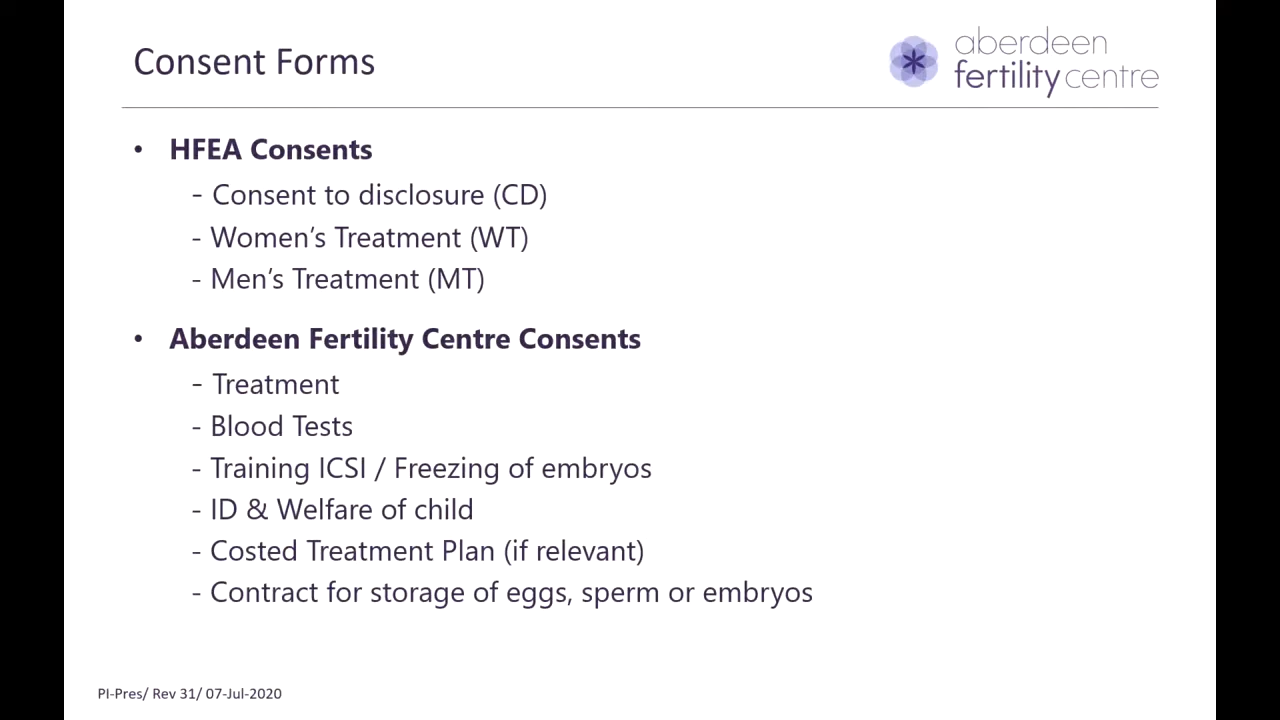 Consent Forms
aberdeen
fertility centre
• HFEA Consents
- Consent to disclosure (CD)
- Women's Treatment (WT)
- Men's Treatment (MT)
• Aberdeen Fertility Centre Consents
- Treatment
- Blood Tests
- Training ICSI / Freezing of embryos
- ID & Welfare of child
- Costed Treatment Plan (if relevant)
- Contract for storage of eggs, sperm or embryos
PI-Pres/ Rev 31/ 07-Jul-2020